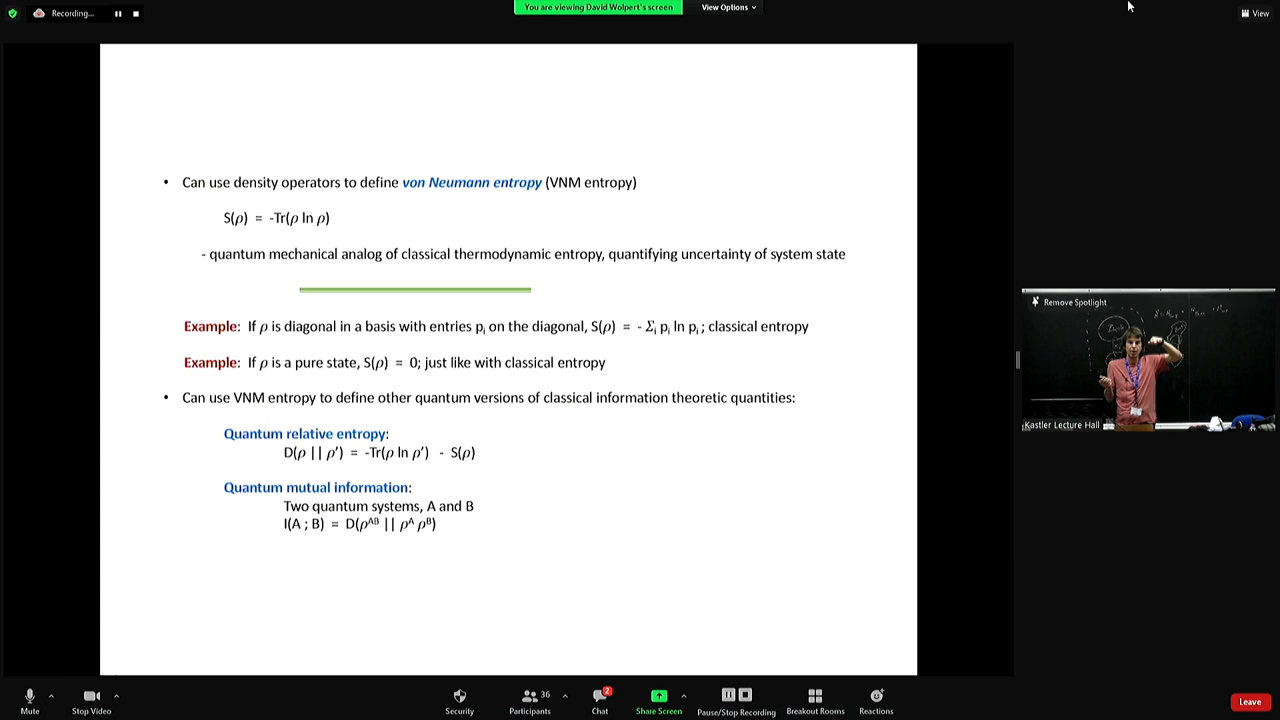 Recording...
You are viewing David Wolpert's screen
View Options
View
• Can use density operators to define von Neumann entropy (VNM entropy)
S(ρ) = -Tr(ρ ln ρ)
- quantum mechanical analog of classical thermodynamic entropy, quantifying uncertainty of system state
Example: If ρ is diagonal in a basis with entries pᵢ on the diagonal, S(ρ) = - Σᵢ pᵢ ln pᵢ ; classical entropy
Example: If ρ is a pure state, S(ρ) = 0; just like with classical entropy
• Can use VNM entropy to define other quantum versions of classical information theoretic quantities:
Quantum relative entropy:
D(ρ || ρ') = -Tr(ρ ln ρ') - S(ρ)
Quantum mutual information:
Two quantum systems, A and B
I(A ; B) = D(ρᴬᴮ || ρᴬ ρᴮ)
Remove Spotlight
Kastler Lecture Hall
Mute
Stop Video
Security
Participants
36
Chat
2
Share Screen
Pause/Stop Recording
Breakout Rooms
Reactions
Leave